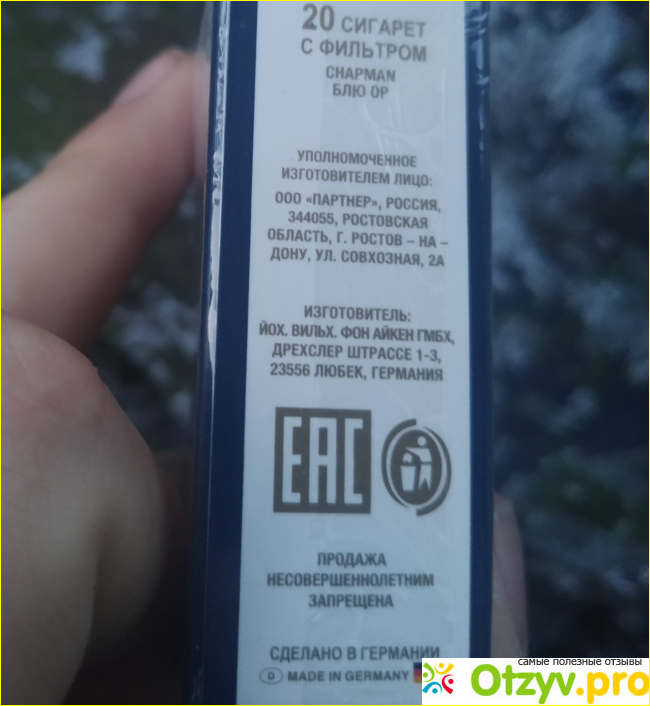 20 СИГАРЕТ
С ФИЛЬТРОМ
CHAPMAN
БЛЮ ОР
УПОЛНОМОЧЕННОЕ
ИЗГОТОВИТЕЛЕМ ЛИЦО:
ООО «ПАРТНЕР», РОССИЯ,
344055, РОСТОВСКАЯ
ОБЛАСТЬ, Г. РОСТОВ – НА –
ДОНУ, УЛ. СОВХОЗНАЯ, 2А
ИЗГОТОВИТЕЛЬ:
ЙОХ. ВИЛЬХ. ФОН АЙКЕН ГМБХ,
ДРЕХСЛЕР ШТРАССЕ 1-3,
23556 ЛЮБЕК, ГЕРМАНИЯ
EAC
ПРОДАЖА
НЕСОВЕРШЕННОЛЕТНИМ
ЗАПРЕЩЕНА
СДЕЛАНО В ГЕРМАНИИ
D MADE IN GERMANY
самые полезные отзывы
Otzyv.pro